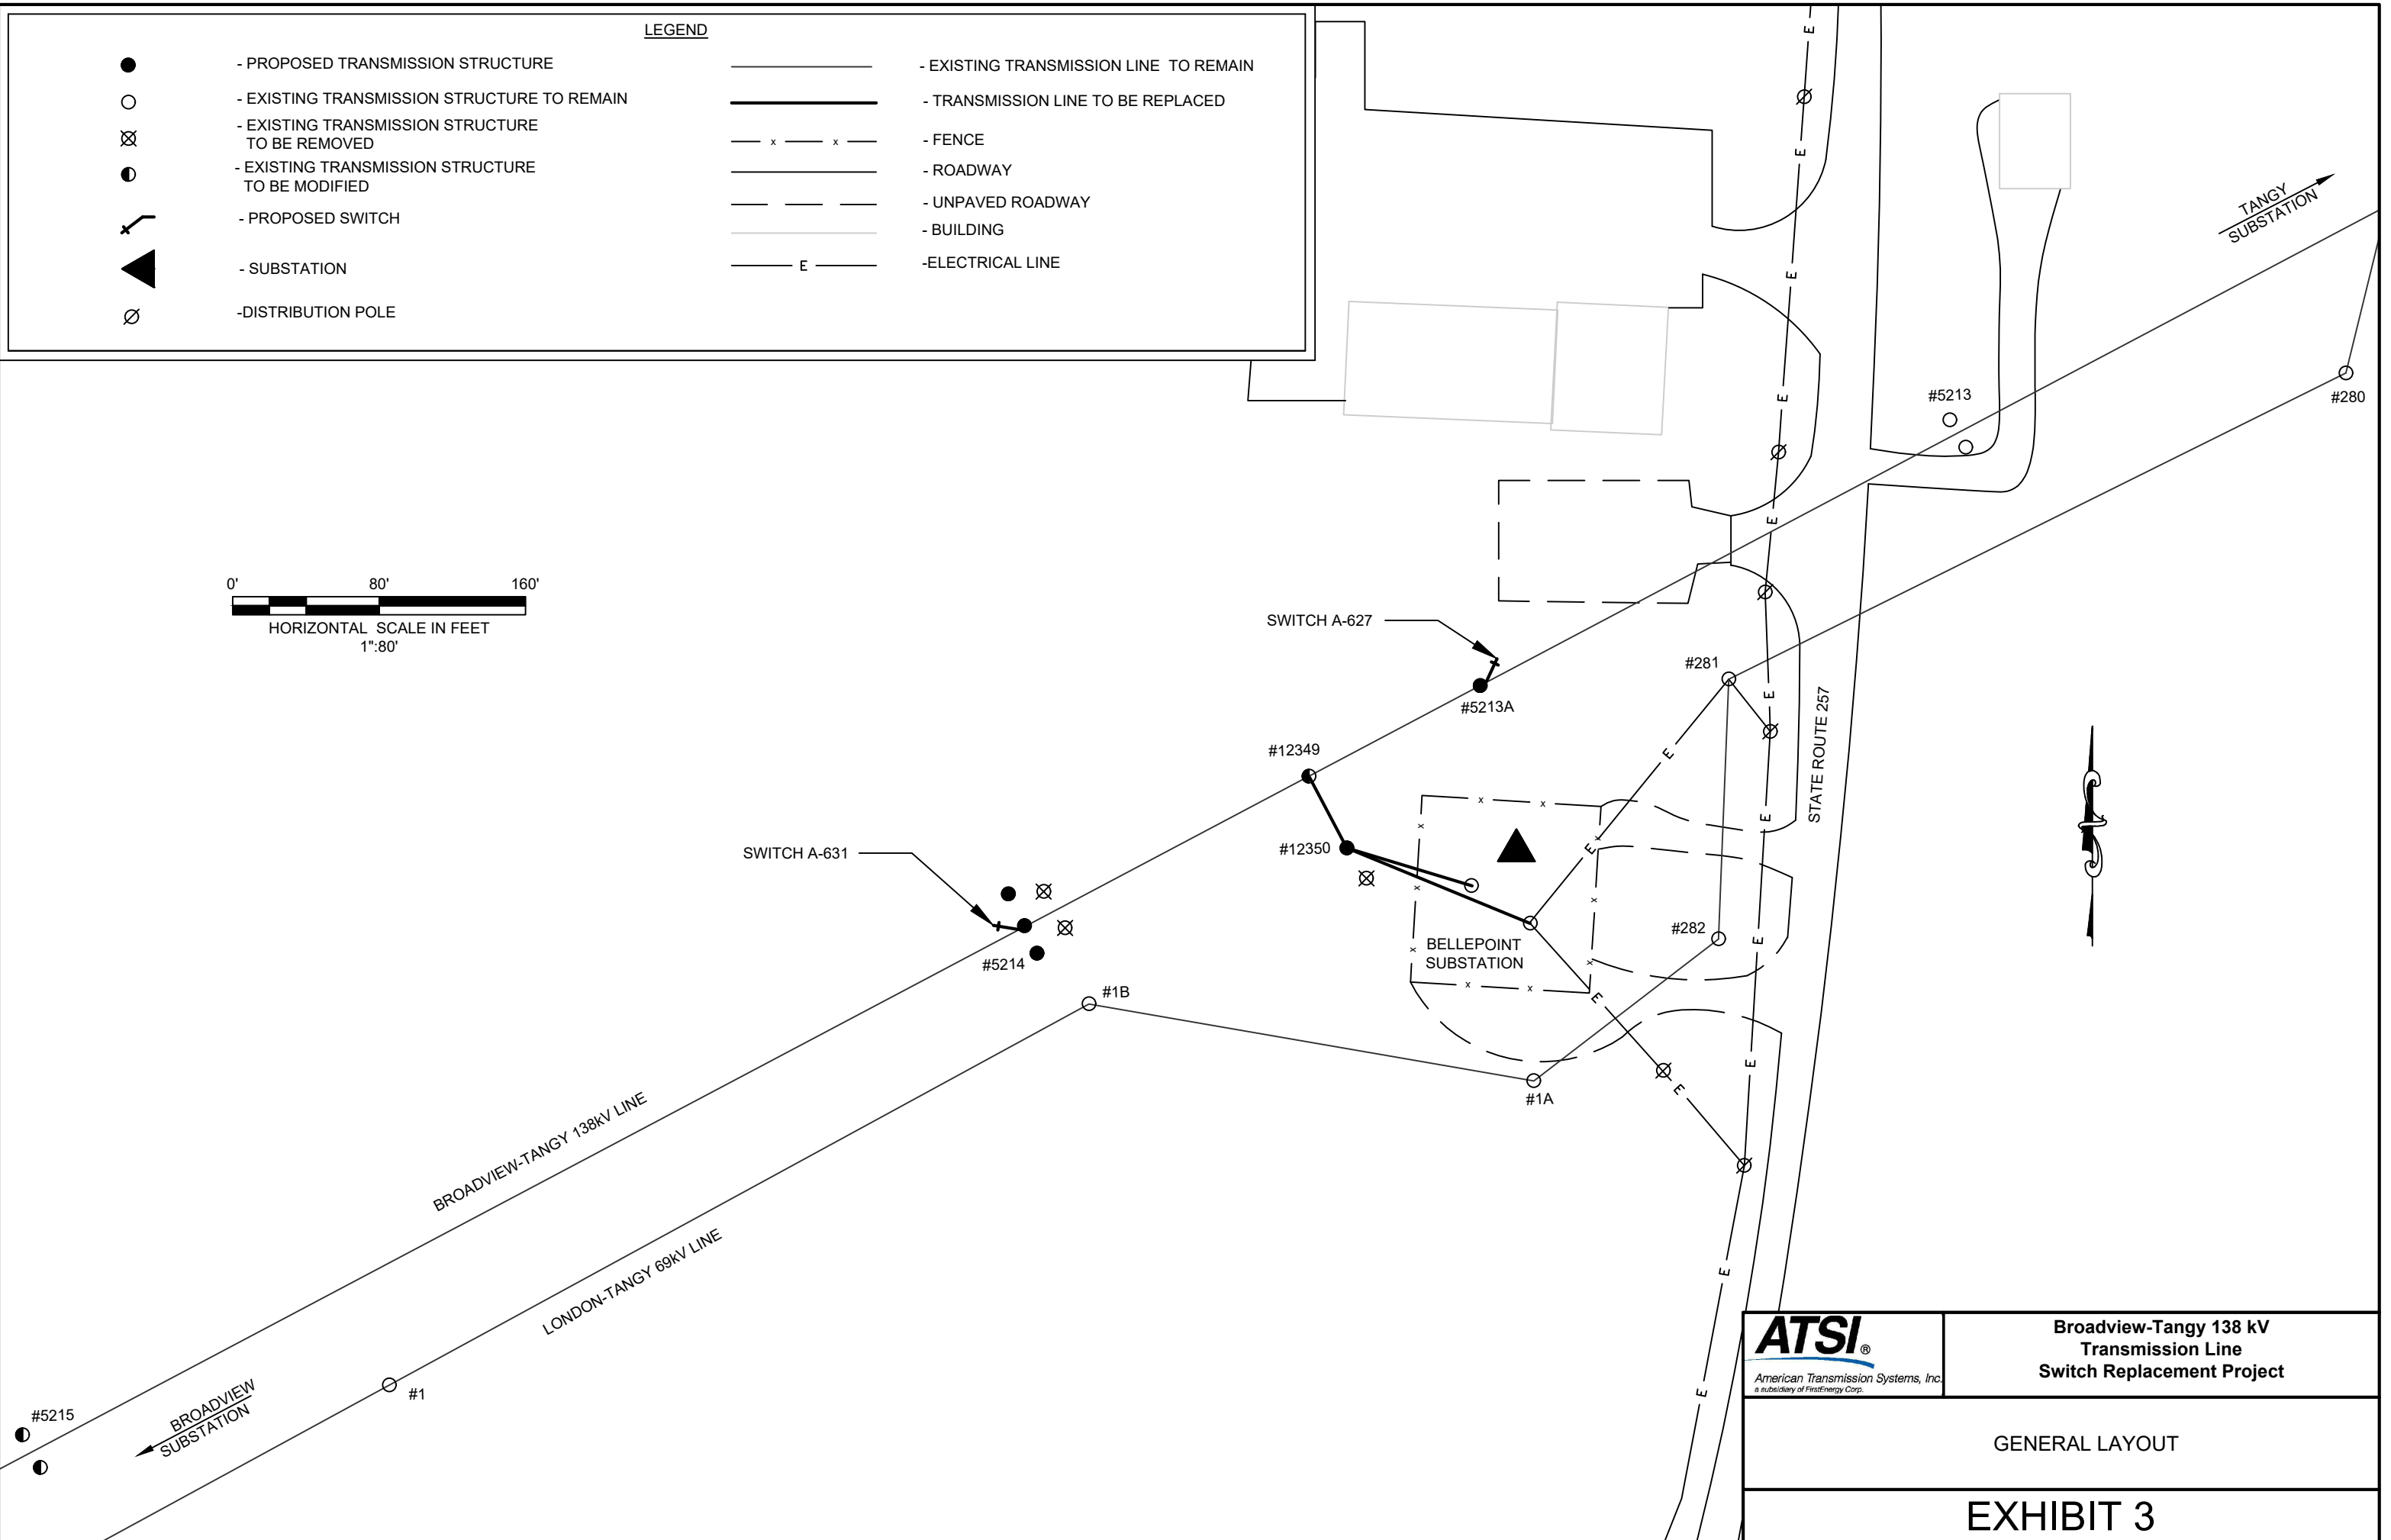 LEGEND
- PROPOSED TRANSMISSION STRUCTURE
- EXISTING TRANSMISSION STRUCTURE TO REMAIN
- EXISTING TRANSMISSION STRUCTURE
TO BE REMOVED
- EXISTING TRANSMISSION STRUCTURE
TO BE MODIFIED
- PROPOSED SWITCH
- SUBSTATION
-DISTRIBUTION POLE
- EXISTING TRANSMISSION LINE TO REMAIN
- TRANSMISSION LINE TO BE REPLACED
x x
- FENCE
- ROADWAY
- UNPAVED ROADWAY
- BUILDING
E
-ELECTRICAL LINE
E
E
E
E
E
TANGY
SUBSTATION
#5213
#280
0' 80' 160'
HORIZONTAL SCALE IN FEET
1":80'
SWITCH A-627
#5213A
#281
E
STATE ROUTE 257
#12349
E
x x
x
x
E
E
#12350
SWITCH A-631
x
x
#5214
#282
E
BELLEPOINT
SUBSTATION
x
x
x x
E
#1B
E
E
#1A
BROADVIEW-TANGY 138kV LINE
LONDON-TANGY 69kV LINE
E
E
#1
#5215
BROADVIEW
SUBSTATION
ATSI®
American Transmission Systems, Inc.
a subsidiary of FirstEnergy Corp.
Broadview-Tangy 138 kV
Transmission Line
Switch Replacement Project
GENERAL LAYOUT
EXHIBIT 3